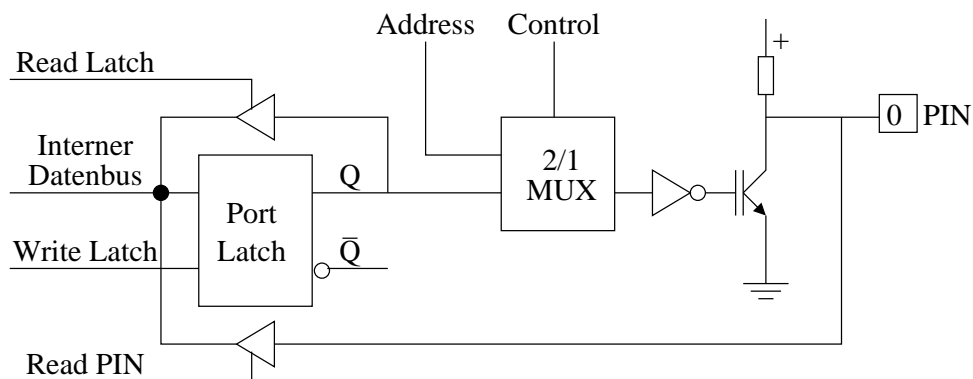 Address
Control
+
Read Latch
0
PIN
Interner
Datenbus
2/1
MUX
Q
Port
Latch
Write Latch
Q̅
Read PIN